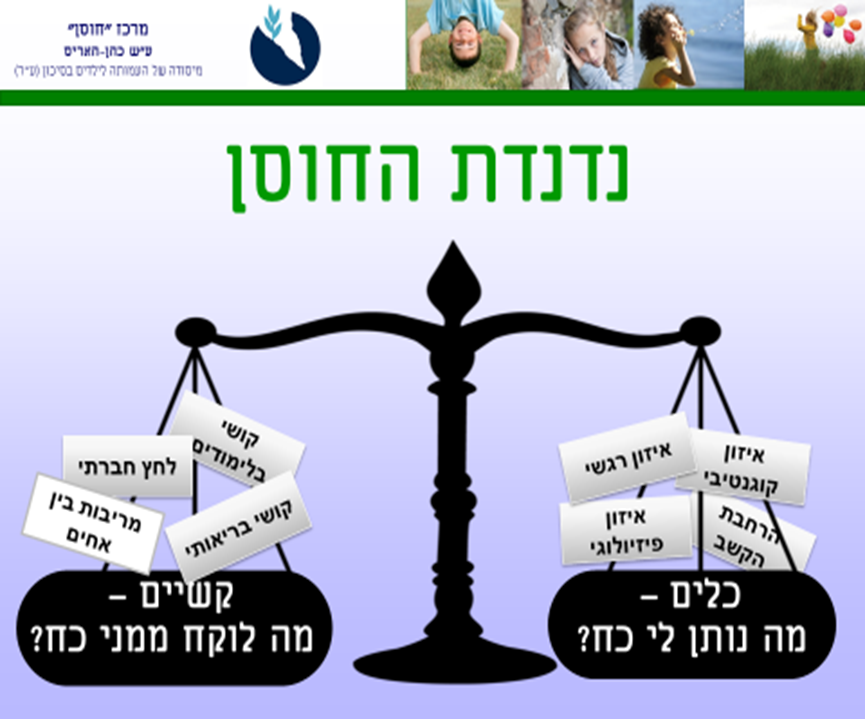 מרכז "חוסן"
ע"ש כהן-האריס
מיסודה של העמותה לילדים בסיכון (ע"ר)
נדנדת החוסן
קושי
בלימודים
לחץ חברתי
מריבות בין
אחים
קושי בריאותי
קשיים –
מה לוקח ממני כח?
איזון רגשי
איזון
קוגנטיבי
איזון
פיזיולוגי
הרחבת
הקשב
כלים –
מה נותן לי כח?